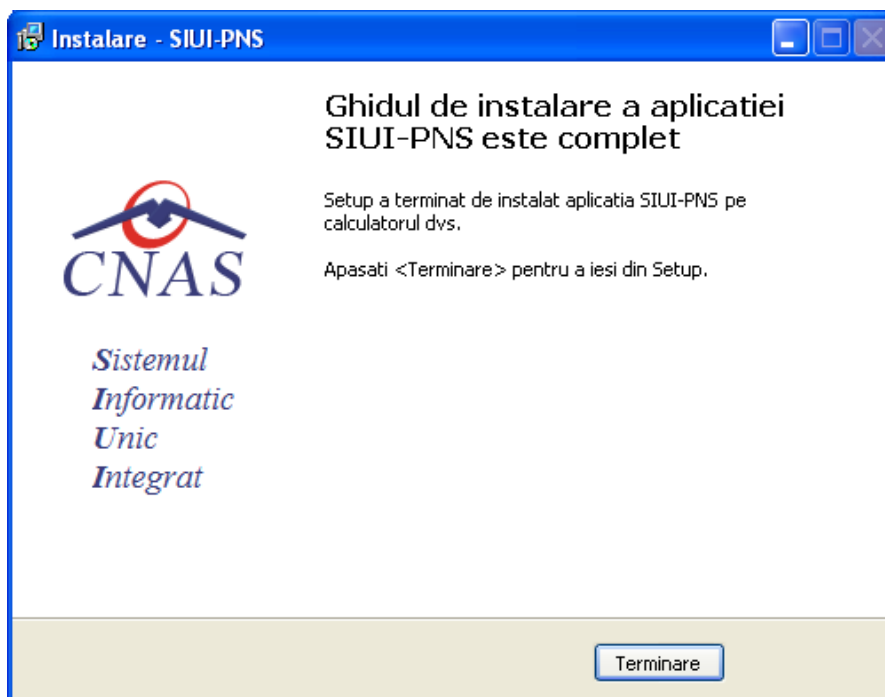 Instalare - SIUI-PNS
Ghidul de instalare a aplicatiei
SIUI-PNS este complet
Setup a terminat de instalat aplicatia SIUI-PNS pe
calculatorul dvs.
Apasati <Terminare> pentru a iesi din Setup.
CNAS
Sistemul
Informatic
Unic
Integrat
Terminare